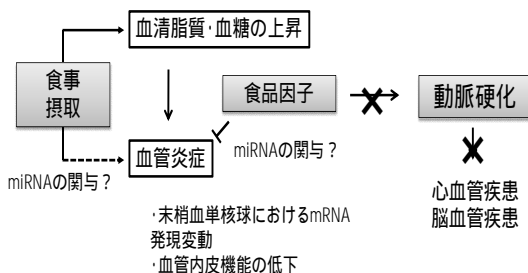 血清脂質・血糖の上昇
食事
摂取
食品因子
動脈硬化
血管炎症
miRNAの関与？
miRNAの関与？
心血管疾患
脳血管疾患
・末梢血単核球におけるmRNA
発現変動
・血管内皮機能の低下